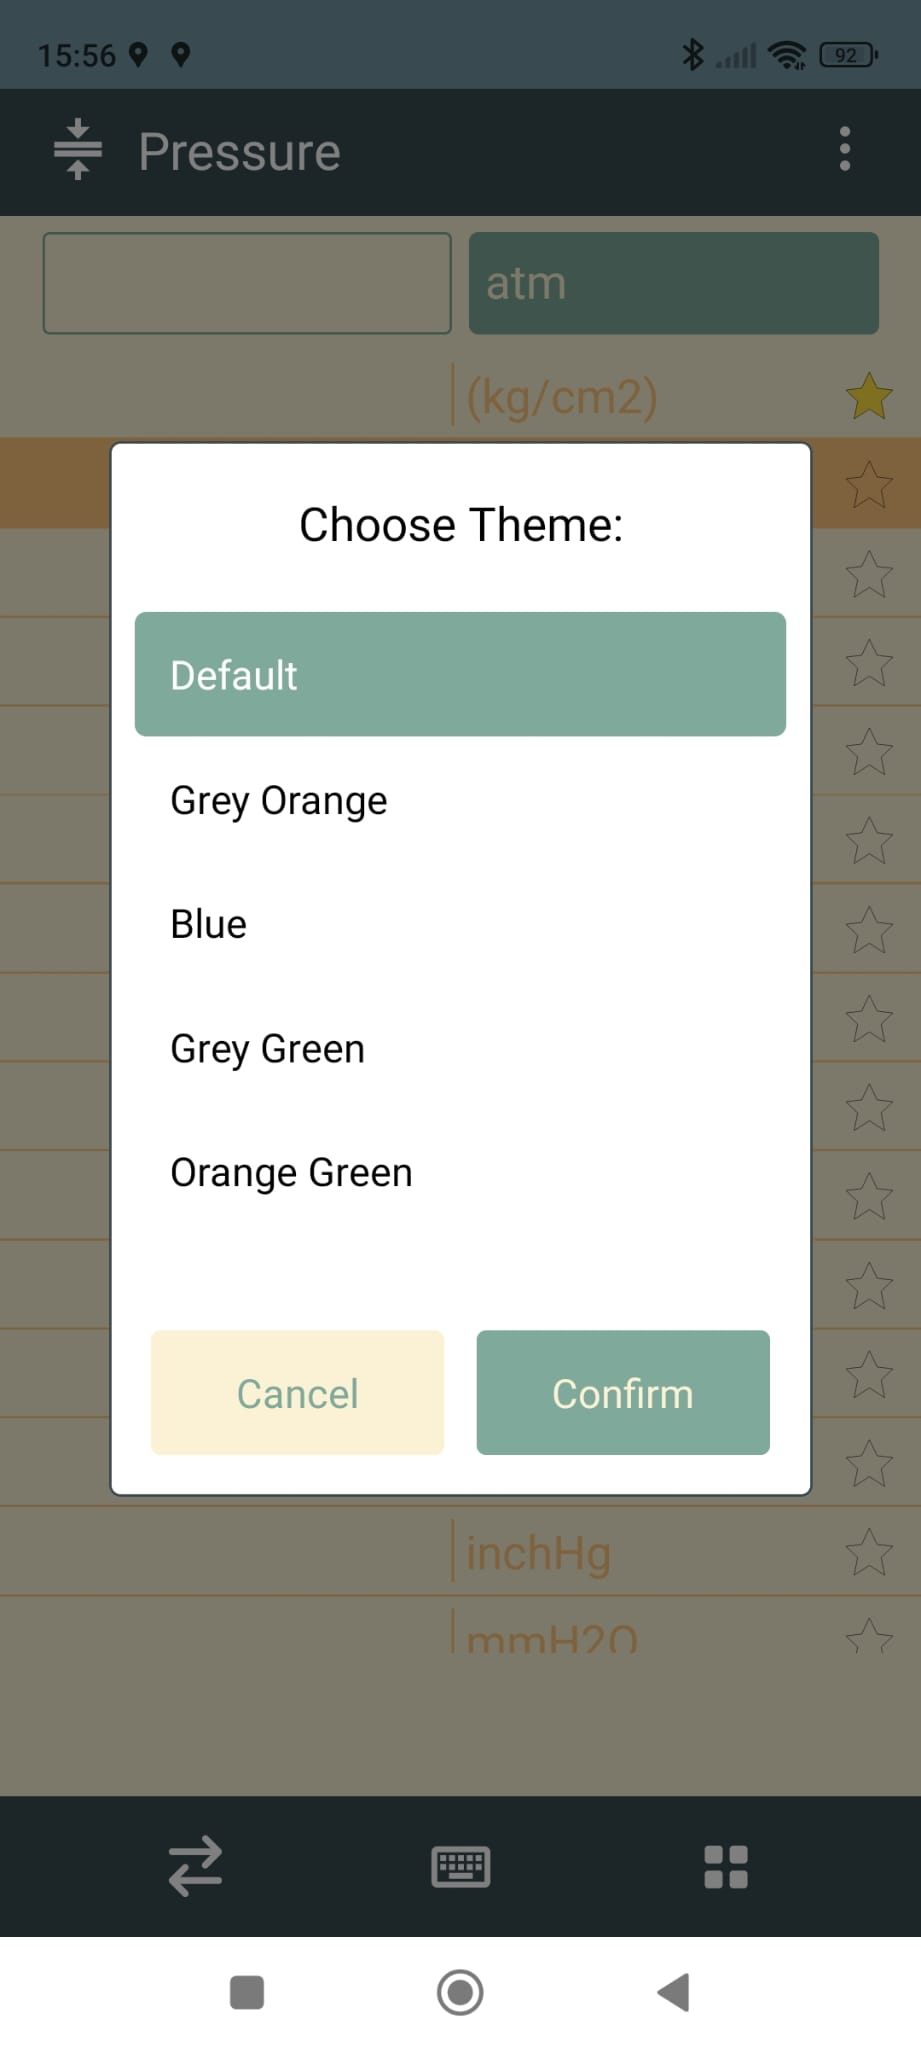 15:56
92
Pressure
atm
(kg/cm2)
Choose Theme:
Default
Grey Orange
Blue
Grey Green
Orange Green
Cancel
Confirm
inchHg
mmH2O